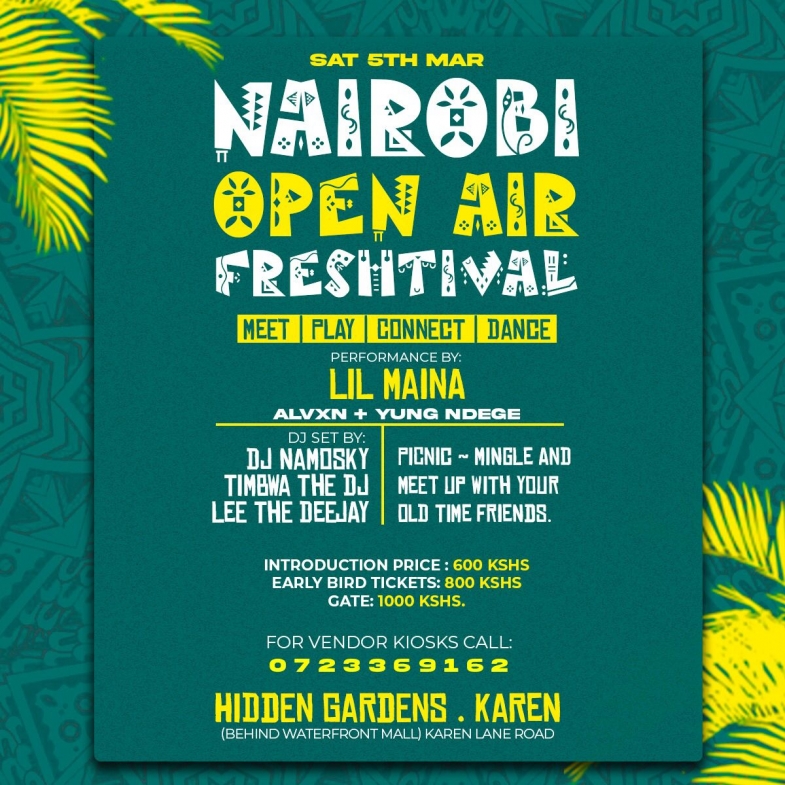 SAT 5TH MAR
NAIROBI
OPEN AIR
FRESHTIVAL
MEET | PLAY | CONNECT | DANCE
PERFORMANCE BY:
LIL MAINA
ALVXN + YUNG NDEGE
DJ SET BY:
DJ NAMOSKY
TIMBWA THE DJ
LEE THE DEEJAY
PICNIC ~ MINGLE AND
MEET UP WITH YOUR
OLD TIME FRIENDS.
INTRODUCTION PRICE : 600 KSHS
EARLY BIRD TICKETS: 800 KSHS
GATE: 1000 KSHS.
FOR VENDOR KIOSKS CALL:
0723369162
HIDDEN GARDENS . KAREN
(BEHIND WATERFRONT MALL) KAREN LANE ROAD